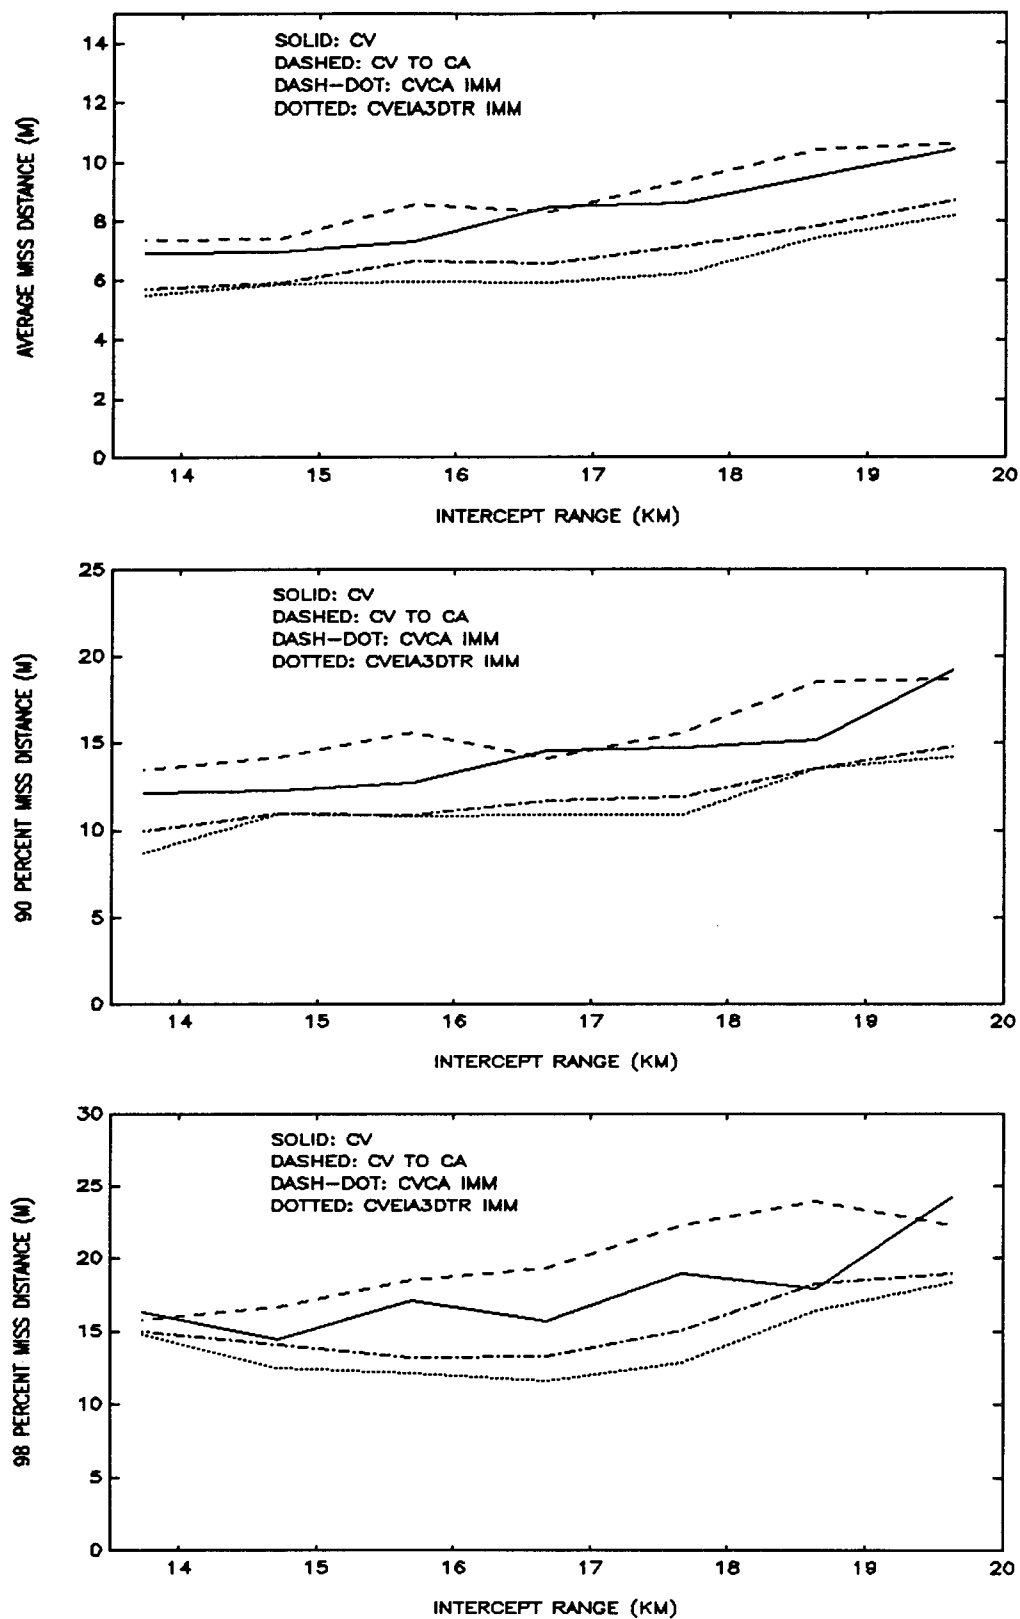 14
12
10
8
6
4
2
0
AVERAGE MISS DISTANCE (M)
SOLID: CV
DASHED: CV TO CA
DASH-DOT: CVCA IMM
DOTTED: CVEIA3DTR IMM
14 15 16 17 18 19 20
INTERCEPT RANGE (KM)
25
20
15
10
5
0
90 PERCENT MISS DISTANCE (M)
SOLID: CV
DASHED: CV TO CA
DASH-DOT: CVCA IMM
DOTTED: CVEIA3DTR IMM
14 15 16 17 18 19 20
INTERCEPT RANGE (KM)
30
25
20
15
10
5
0
98 PERCENT MISS DISTANCE (M)
SOLID: CV
DASHED: CV TO CA
DASH-DOT: CVCA IMM
DOTTED: CVEIA3DTR IMM
14 15 16 17 18 19 20
INTERCEPT RANGE (KM)